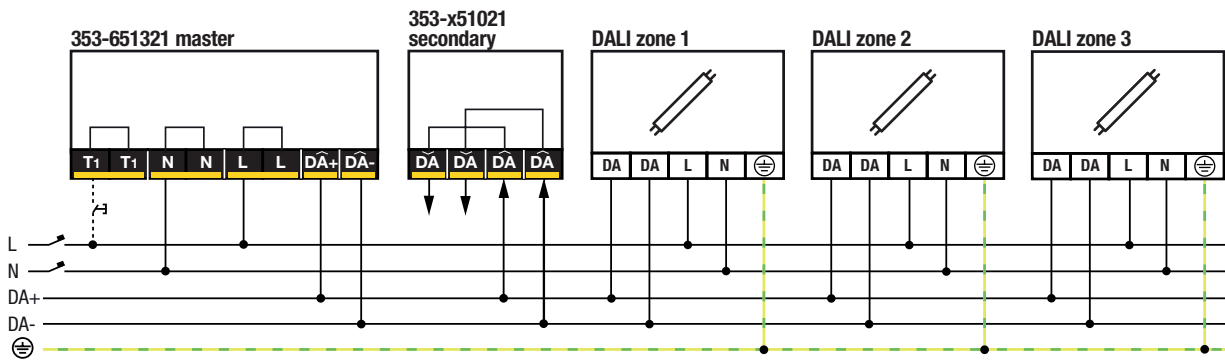 353-651321 master
353-x51021
secondary
DALI zone 1
DALI zone 2
DALI zone 3
T1 T1 N N L L DA+ DA-
DA DA DA DA
DA DA L N
DA DA L N
DA DA L N
L
N
DA+
DA-